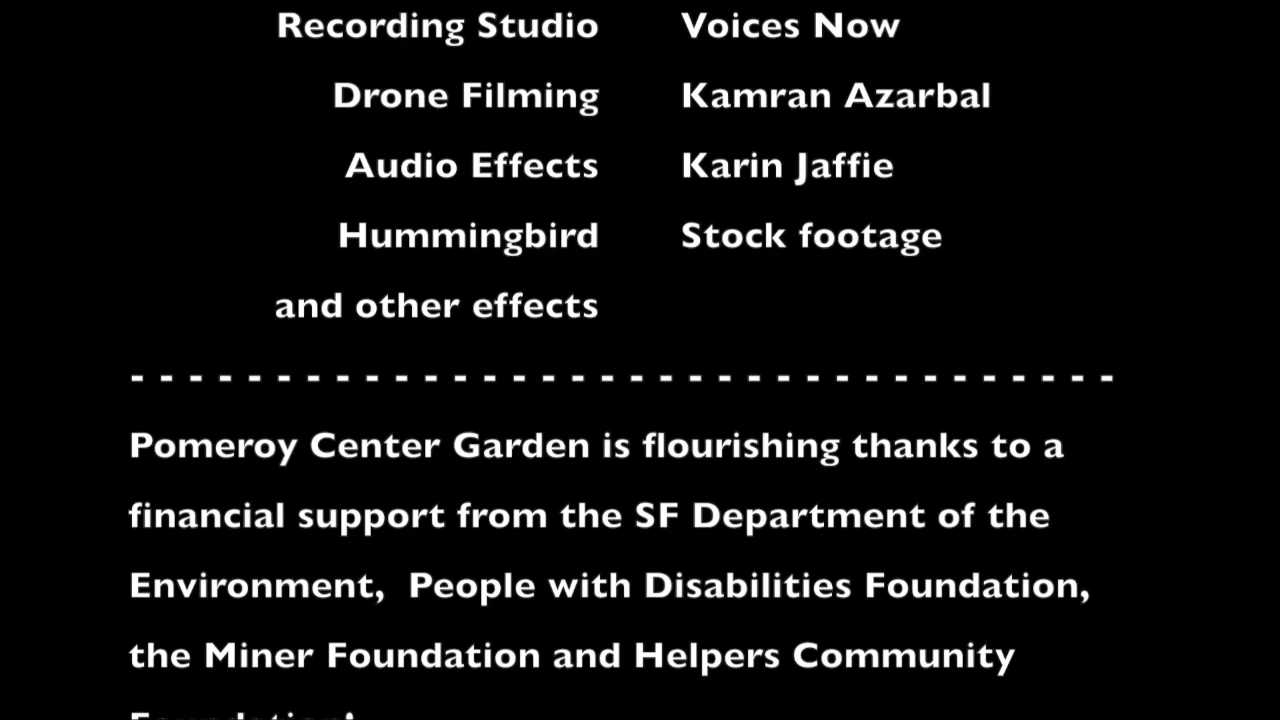 Recording Studio Voices Now
Drone Filming Kamran Azarbal
Audio Effects Karin Jaffie
Hummingbird Stock footage
and other effects
- - - - - - - - - - - - - - - - - - - - - - - - - - - - - - - - - -
Pomeroy Center Garden is flourishing thanks to a
financial support from the SF Department of the
Environment,  People with Disabilities Foundation,
the Miner Foundation and Helpers Community
Foundation!